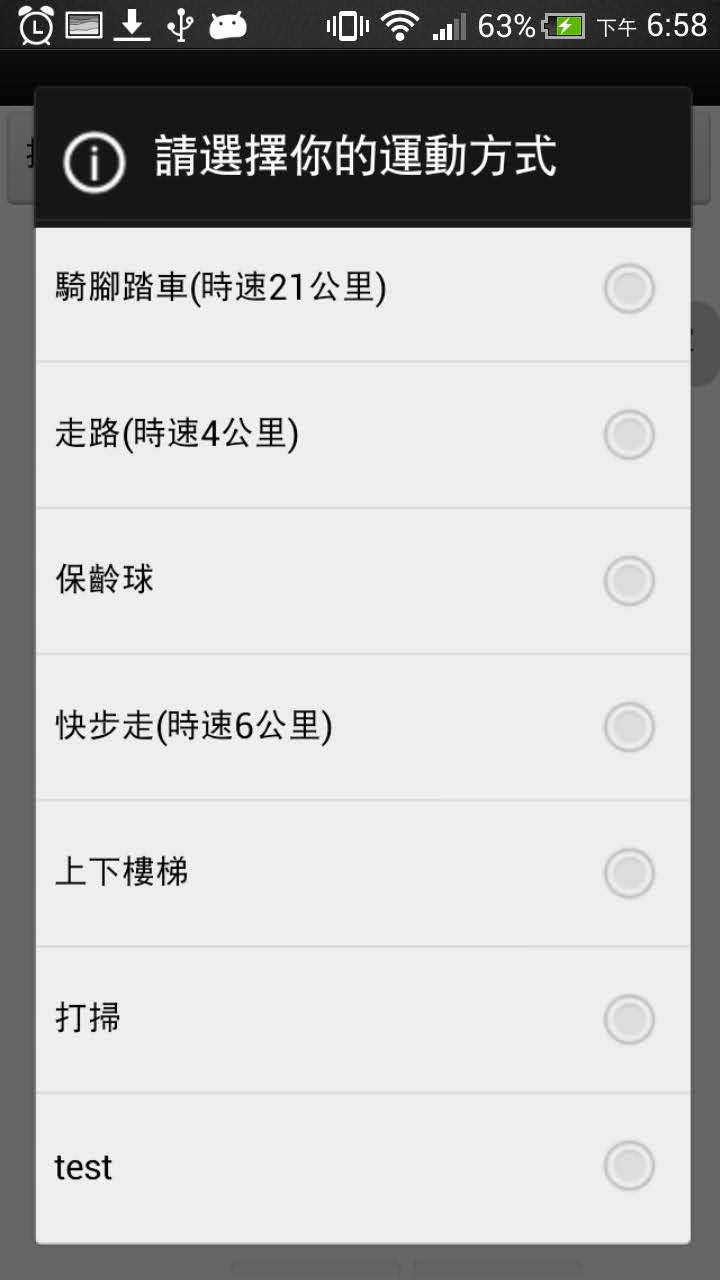 63% 下午 6:58
請選擇你的運動方式
騎腳踏車(時速21公里)
走路(時速4公里)
保齡球
快步走(時速6公里)
上下樓梯
打掃
test